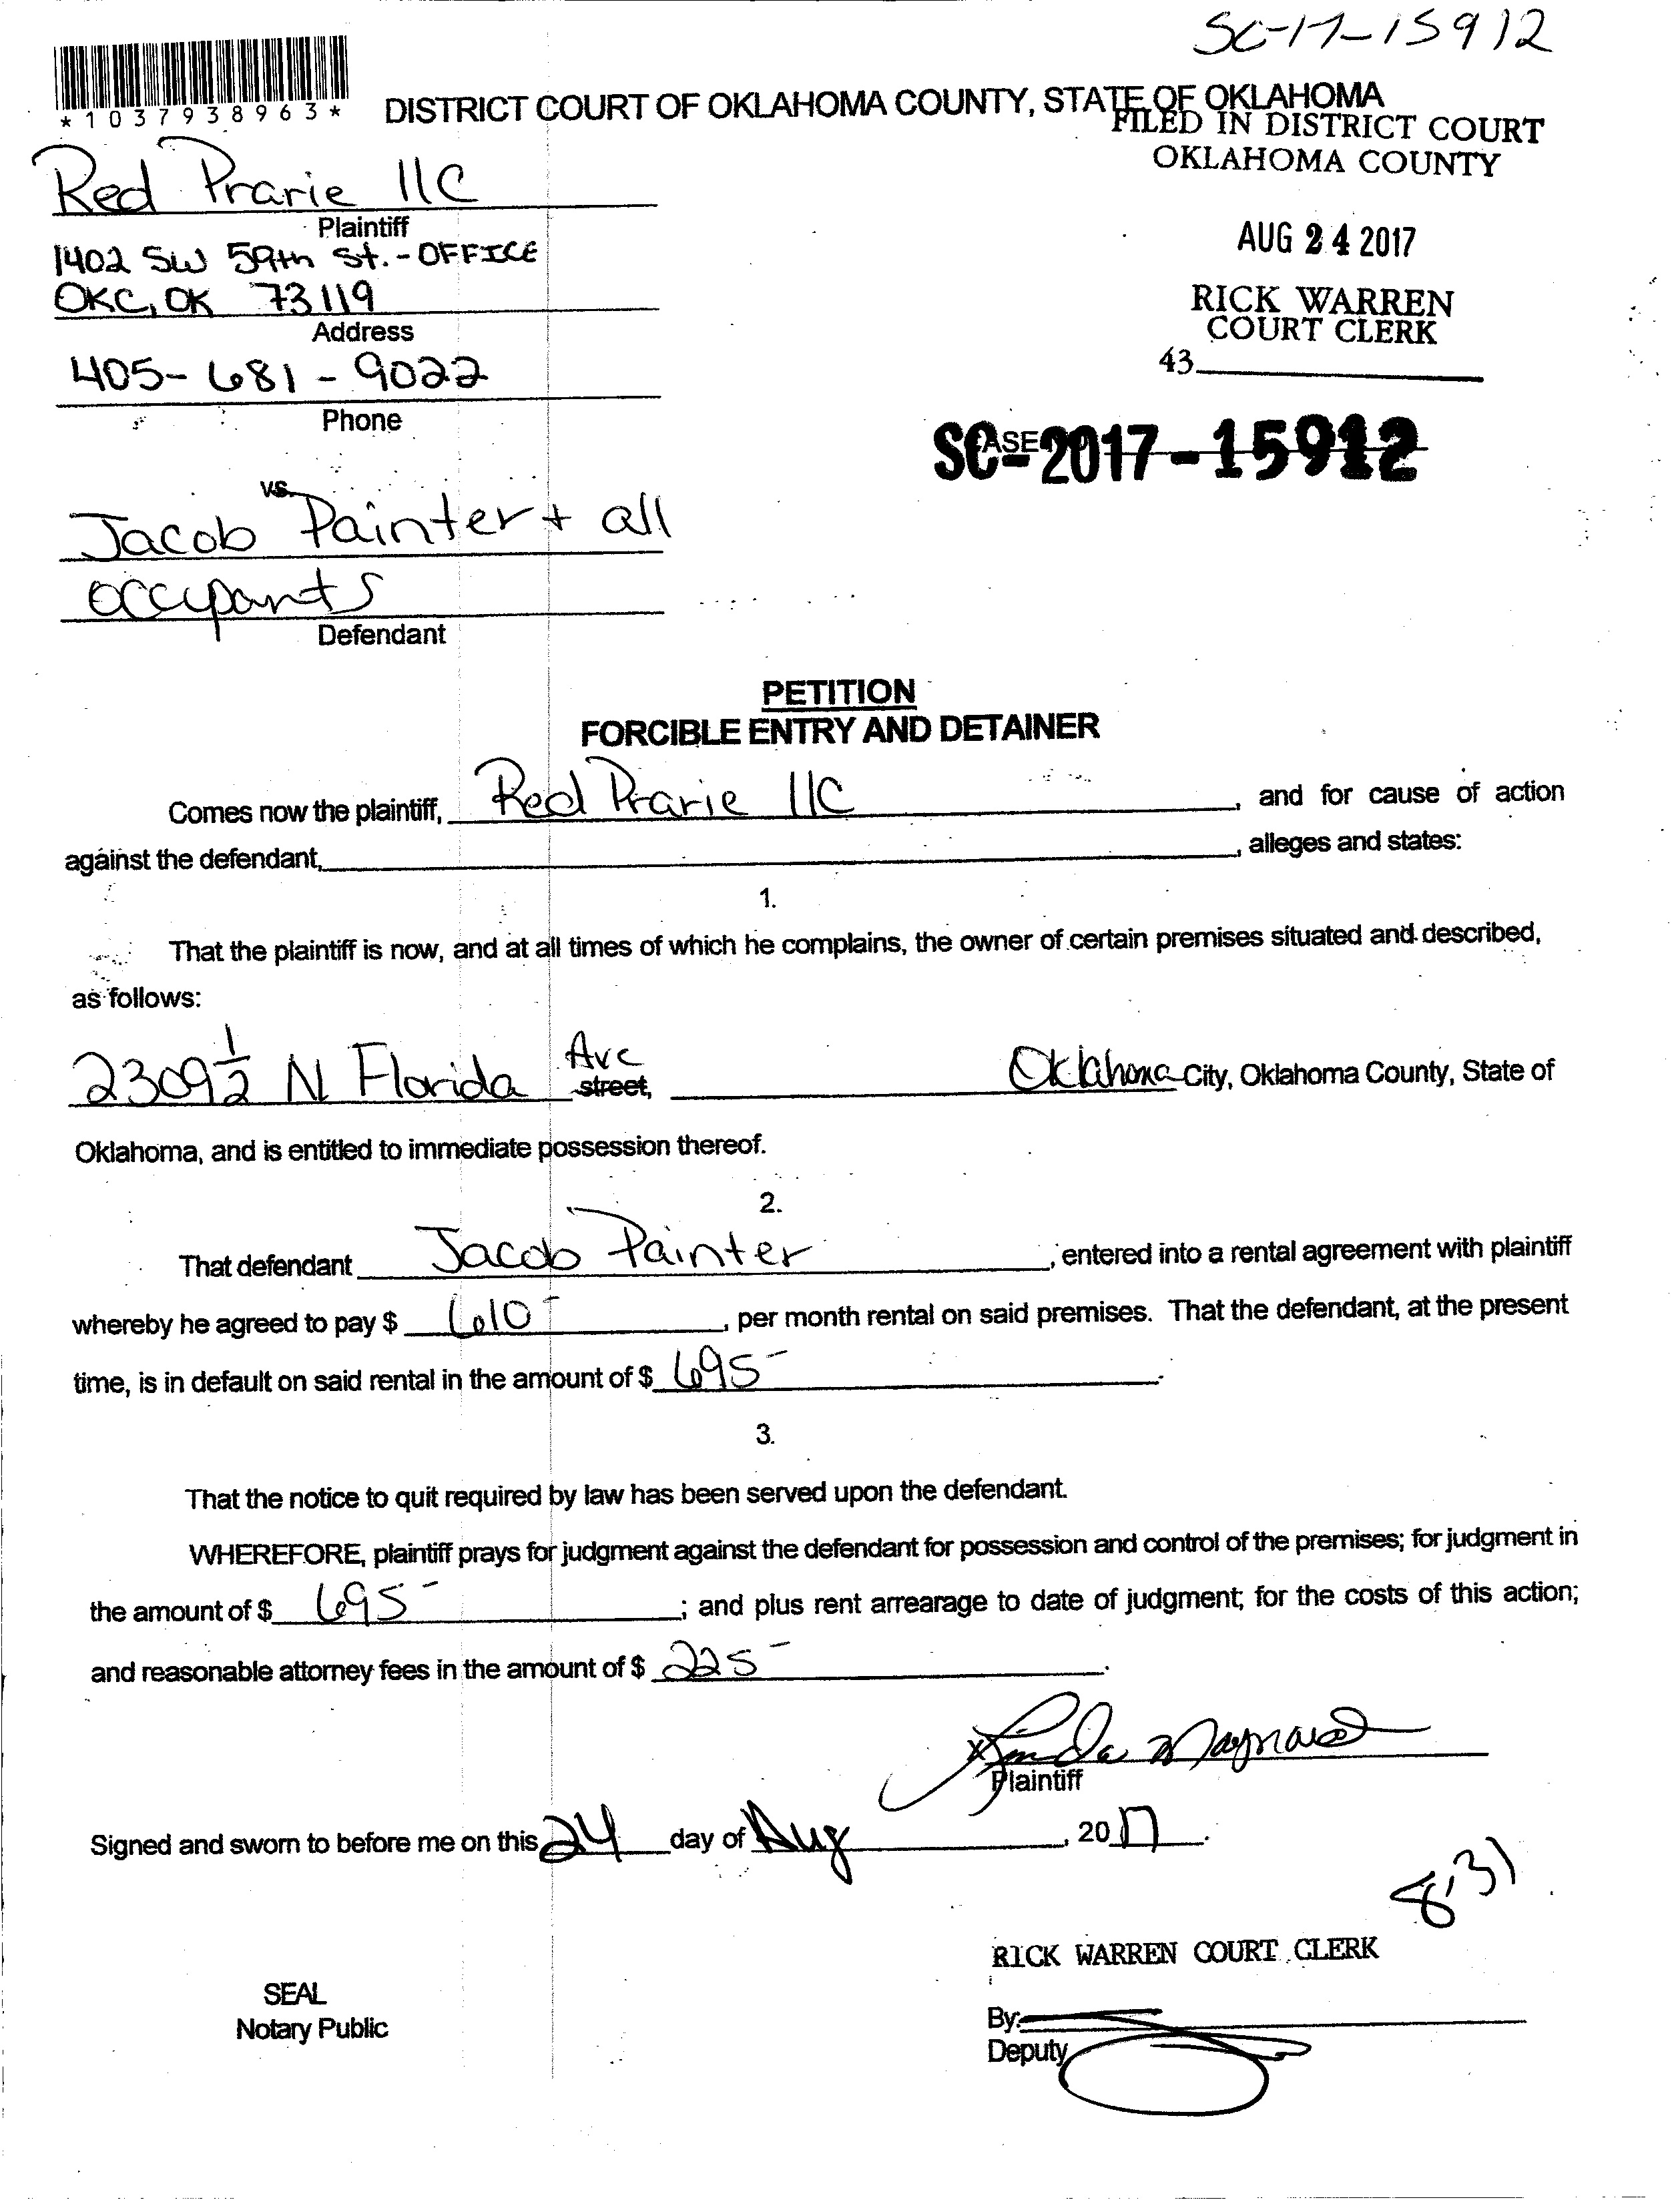 SC-17-15912
*1037938963*
DISTRICT COURT OF OKLAHOMA COUNTY, STATE OF OKLAHOMA
FILED IN DISTRICT COURT
OKLAHOMA COUNTY
Red Prarie llC
Plaintiff
1402 SW 59th St. - OFFICE
OKC, OK 73119
Address
405-681-9022
Phone
AUG 24 2017
RICK WARREN
COURT CLERK
43
CASE
SC-2017-15912
vs.
Jacob Painter + all
occupants
Defendant
PETITION
FORCIBLE ENTRY AND DETAINER
Comes now the plaintiff, Red Prarie llC, and for cause of action
against the defendant, , alleges and states:
1.
That the plaintiff is now, and at all times of which he complains, the owner of certain premises situated and described,
as follows:
2309 1/2 N Florida Ave street, Oklahoma City, Oklahoma County, State of
Oklahoma, and is entitled to immediate possession thereof.
2.
That defendant Jacob Painter, entered into a rental agreement with plaintiff
whereby he agreed to pay $ 610-, per month rental on said premises. That the defendant, at the present
time, is in default on said rental in the amount of $ 695-.
3.
That the notice to quit required by law has been served upon the defendant.
WHEREFORE, plaintiff prays for judgment against the defendant for possession and control of the premises; for judgment in
the amount of $ 695-; and plus rent arrearage to date of judgment; for the costs of this action;
and reasonable attorney fees in the amount of $ 225-.
x Linda Maynard
Plaintiff
Signed and sworn to before me on this 24 day of Aug, 2017.
8:31
RICK WARREN COURT CLERK
SEAL
Notary Public
By:
Deputy